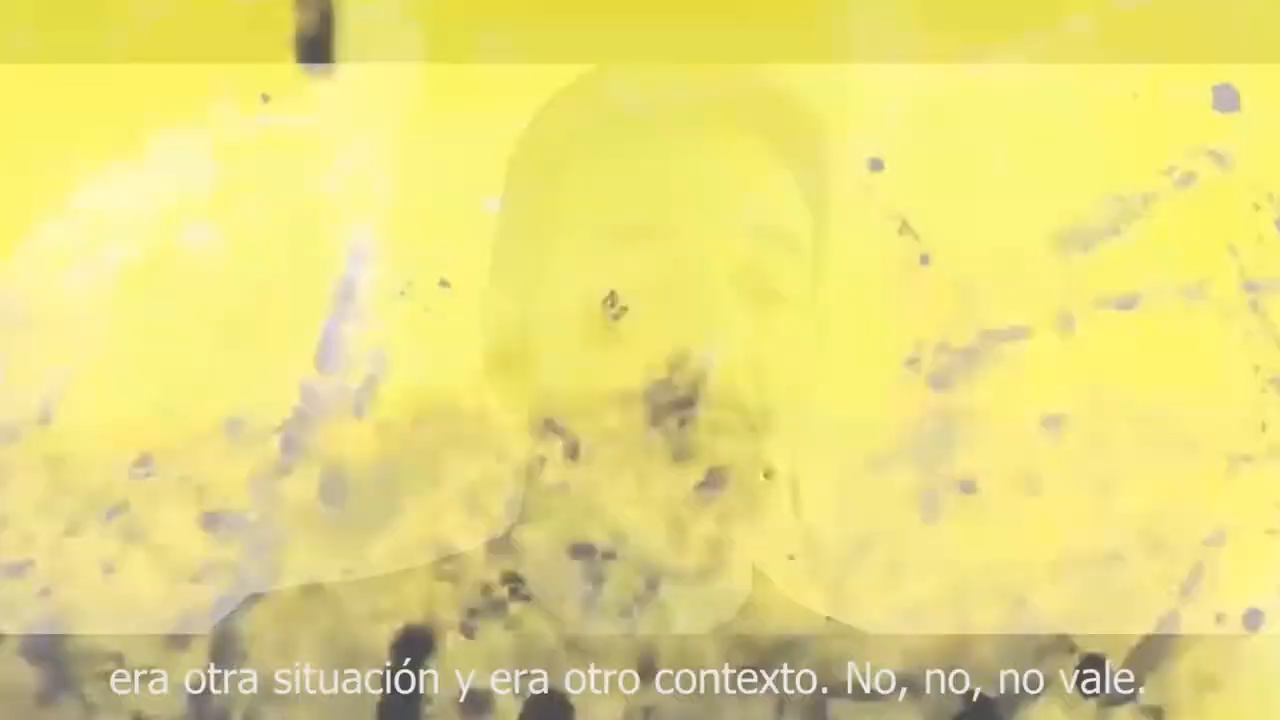 era otra situación y era otro contexto. No, no, no vale.